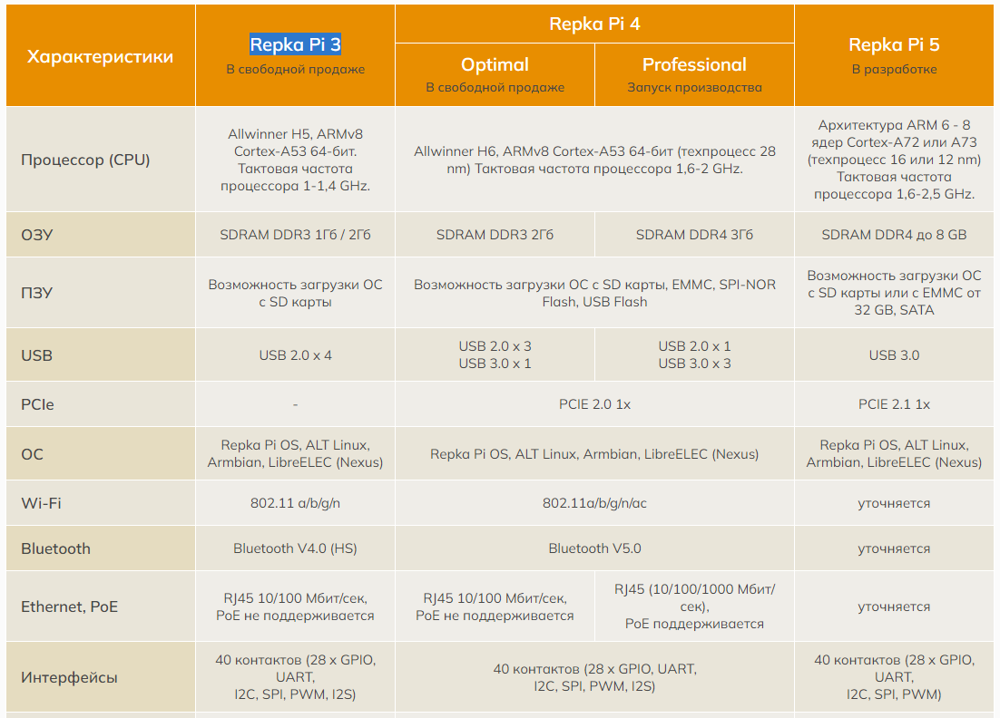 Характеристики
Repka Pi 3
В свободной продаже
Repka Pi 4
Optimal
В свободной продаже
Professional
Запуск производства
Repka Pi 5
В разработке
Процессор (CPU)
Allwinner H5, ARMv8
Cortex-A53 64-бит.
Тактовая частота
процессора 1-1,4 GHz.
Allwinner H6, ARMv8 Cortex-A53 64-бит (техпроцесс 28
nm) Тактовая частота процессора 1,6-2 GHz.
Архитектура ARM 6 - 8
ядер Cortex-A72 или A73
(техпроцесс 16 или 12 nm)
Тактовая частота
процессора 1,6-2,5 GHz.
ОЗУ
SDRAM DDR3 1Гб / 2Гб
SDRAM DDR3 2Гб
SDRAM DDR4 3Гб
SDRAM DDR4 до 8 GB
ПЗУ
Возможность загрузки ОС
с SD карты
Возможность загрузки ОС с SD карты, EMMC, SPI-NOR
Flash, USB Flash
Возможность загрузки ОС
с SD карты или с EMMC от
32 GB, SATA
USB
USB 2.0 x 4
USB 2.0 x 3
USB 3.0 x 1
USB 2.0 x 1
USB 3.0 x 3
USB 3.0
PCIe
-
PCIE 2.0 1x
PCIE 2.1 1x
ОС
Repka Pi OS, ALT Linux,
Armbian, LibreELEC (Nexus)
Repka Pi OS, ALT Linux, Armbian, LibreELEC (Nexus)
Repka Pi OS, ALT Linux,
Armbian, LibreELEC (Nexus)
Wi-Fi
802.11 a/b/g/n
802.11a/b/g/n/ac
уточняется
Bluetooth
Bluetooth V4.0 (HS)
Bluetooth V5.0
уточняется
Ethernet, PoE
RJ45 10/100 Мбит/сек,
PoE не поддерживается
RJ45 10/100 Мбит/сек,
PoE не поддерживается
RJ45 (10/100/1000 Мбит/
сек),
PoE поддерживается
уточняется
Интерфейсы
40 контактов (28 x GPIO,
UART,
I2C, SPI, PWM, I2S)
40 контактов (28 x GPIO, UART,
I2C, SPI, PWM, I2S)
40 контактов (28 x GPIO,
UART,
I2C, SPI, PWM)